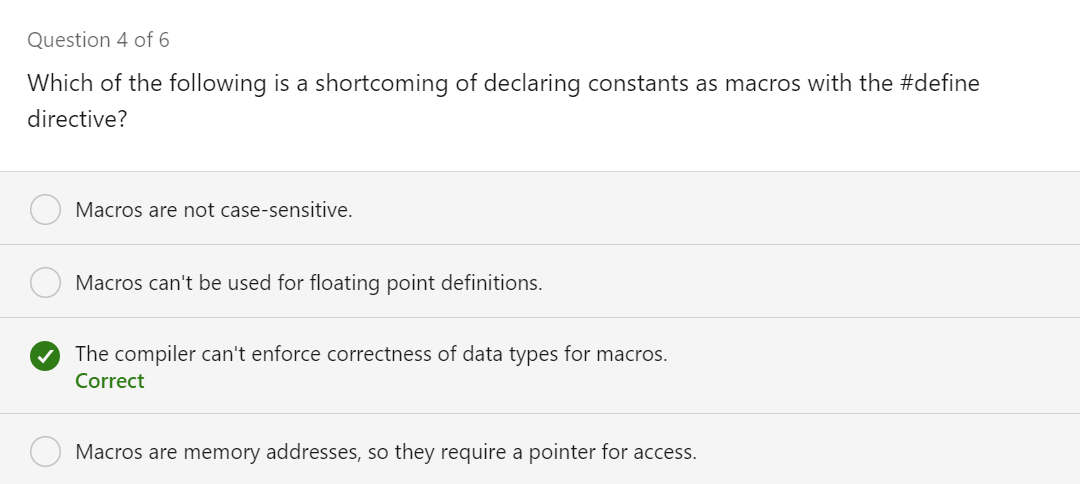 Question 4 of 6
Which of the following is a shortcoming of declaring constants as macros with the #define
directive?
Macros are not case-sensitive.
Macros can't be used for floating point definitions.
The compiler can't enforce correctness of data types for macros.
Correct
Macros are memory addresses, so they require a pointer for access.